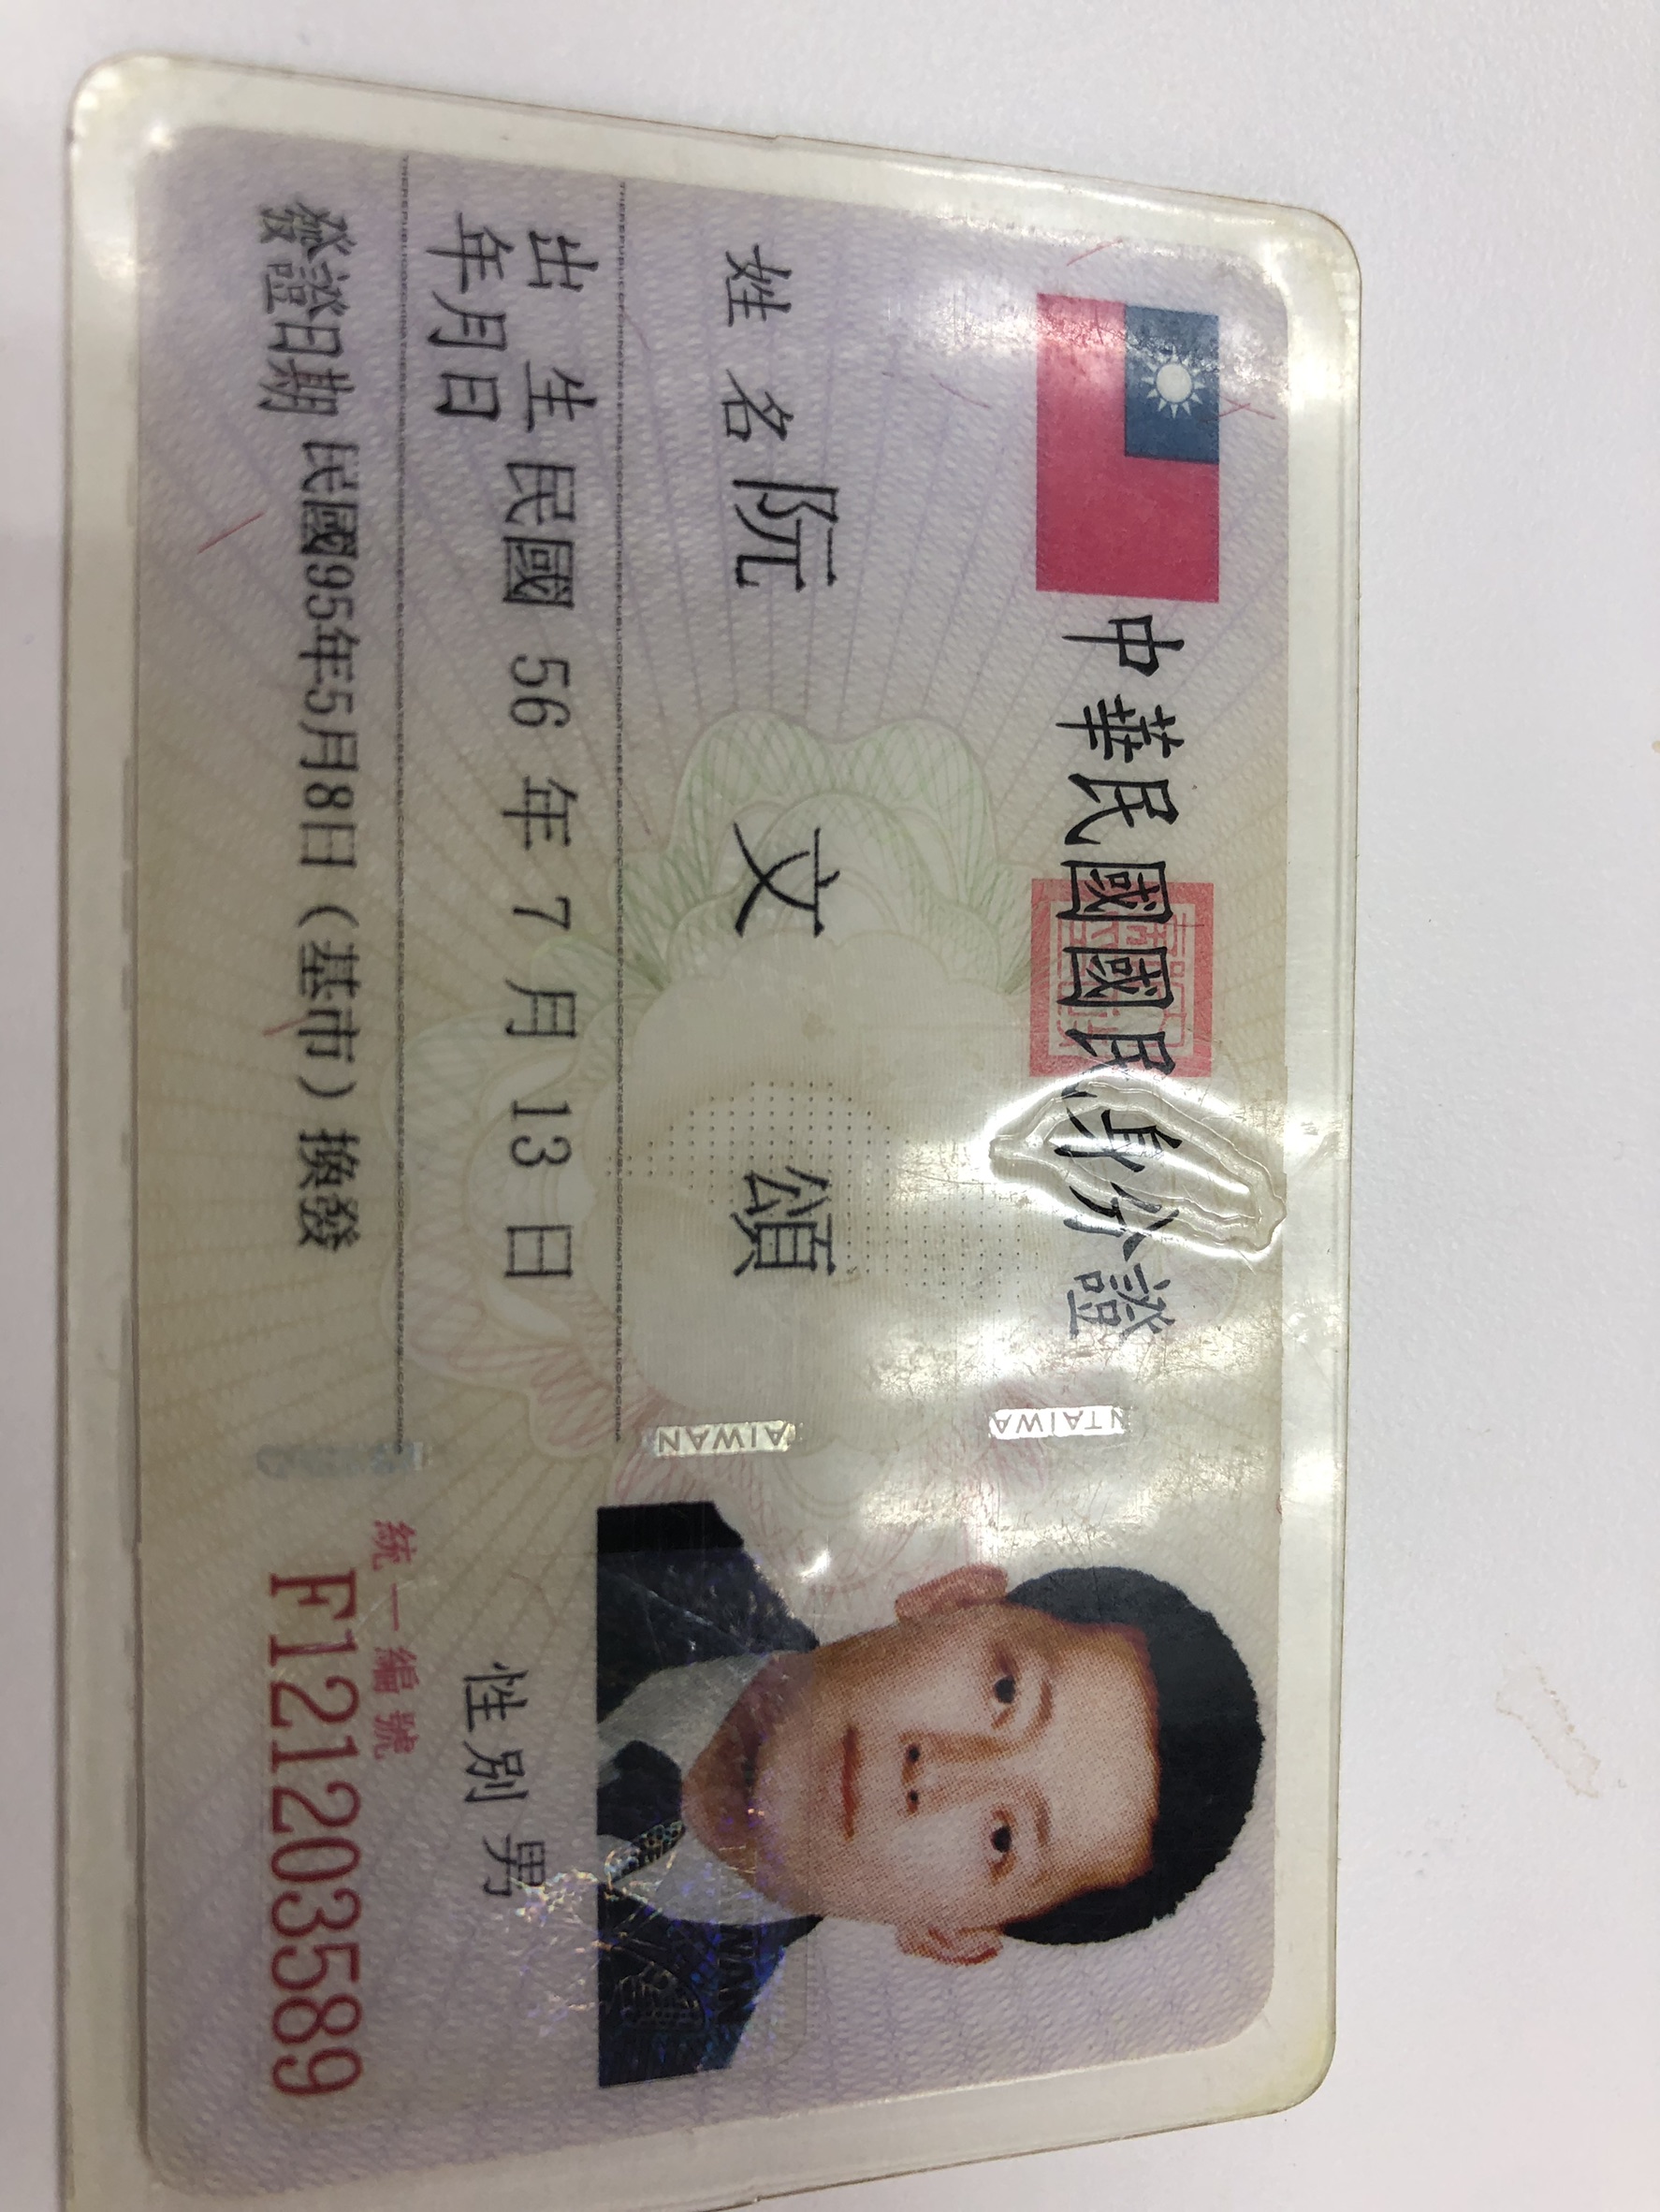 中華民國國民身分證
姓名 阮文頌
出生
年月日 民國 56 年 7 月 13 日
性別 男
發證日期 民國95年5月8日（基市）換發
統一編號
F121203589
AIWAN
NTAIWA